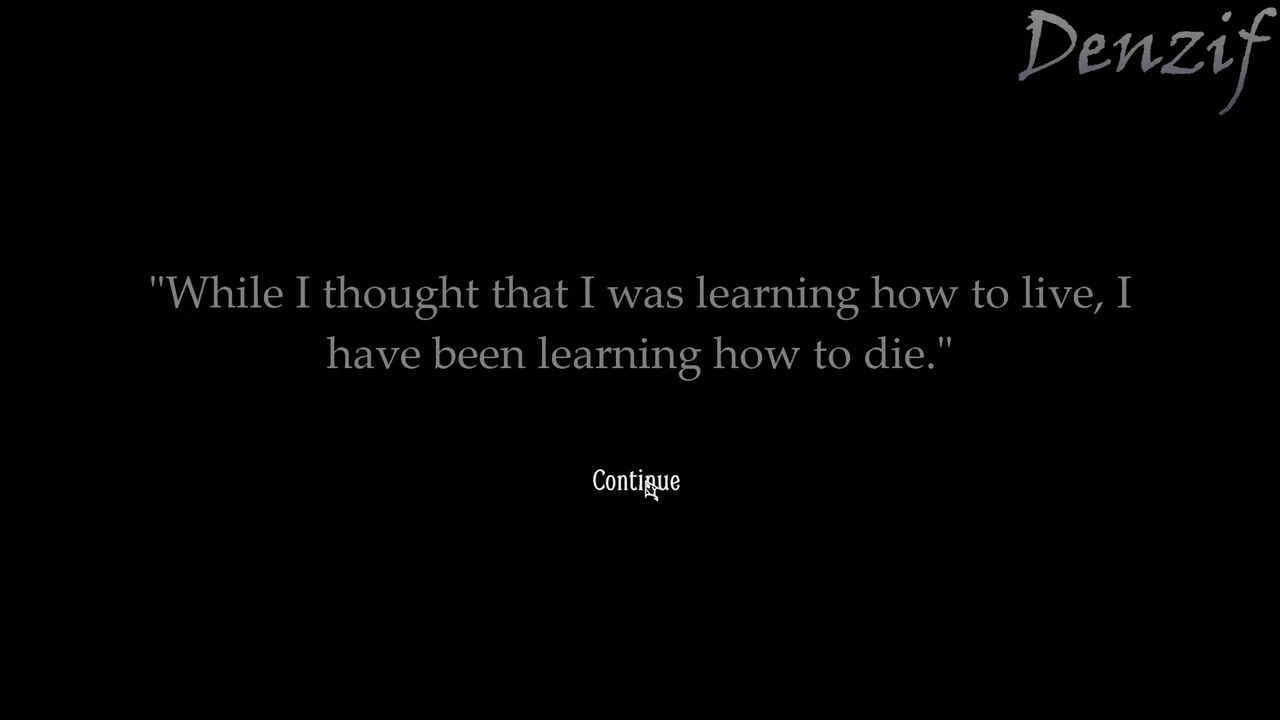 Denzif
"While I thought that I was learning how to live, I
have been learning how to die."
Continue